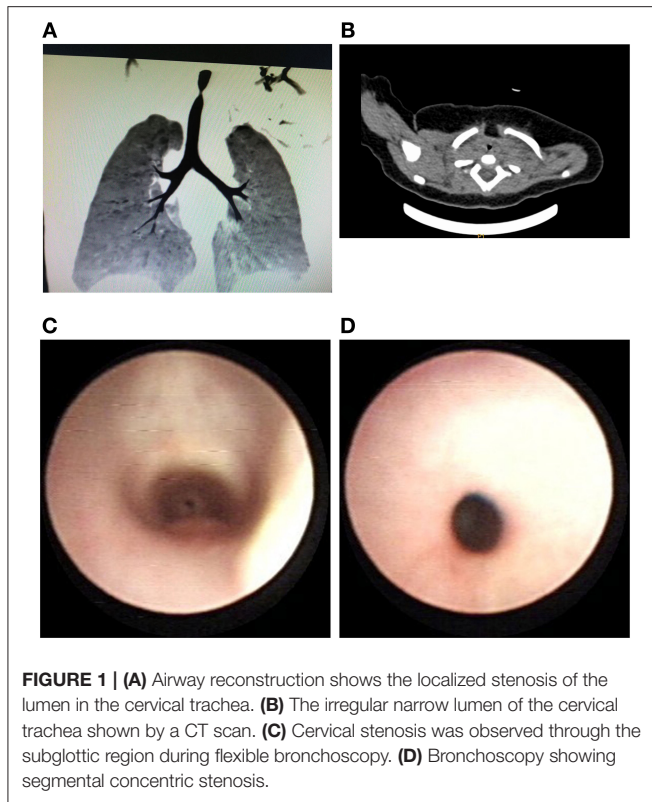 A
B
C
D
FIGURE 1 | (A) Airway reconstruction shows the localized stenosis of the
lumen in the cervical trachea. (B) The irregular narrow lumen of the cervical
trachea shown by a CT scan. (C) Cervical stenosis was observed through the
subglottic region during flexible bronchoscopy. (D) Bronchoscopy showing
segmental concentric stenosis.